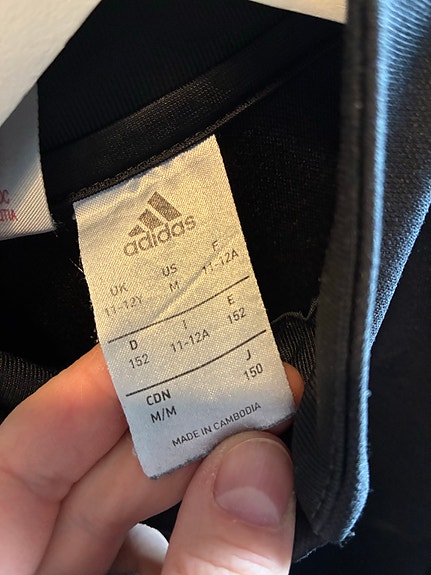 adidas
UK US F
11-12Y M 11-12A
D I E
152 11-12A 152
CDN J
M/M 150
MADE IN CAMBODIA